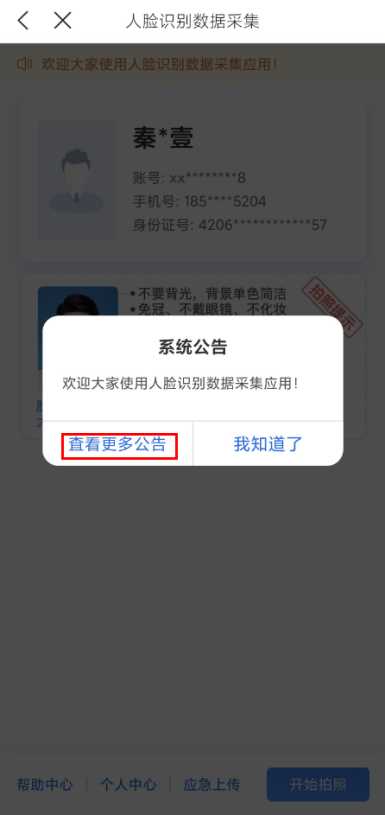 人脸识别数据采集
欢迎大家使用人脸识别数据采集应用！
秦*壹
账号: xx********8
手机号: 185****5204
身份证号: 4206************57
•不要背光，背景单色简洁
•免冠、不戴眼镜、不化妆
拍照提示
系统公告
欢迎大家使用人脸识别数据采集应用！
查看更多公告
我知道了
帮助中心 | 个人中心 | 应急上传
开始拍照